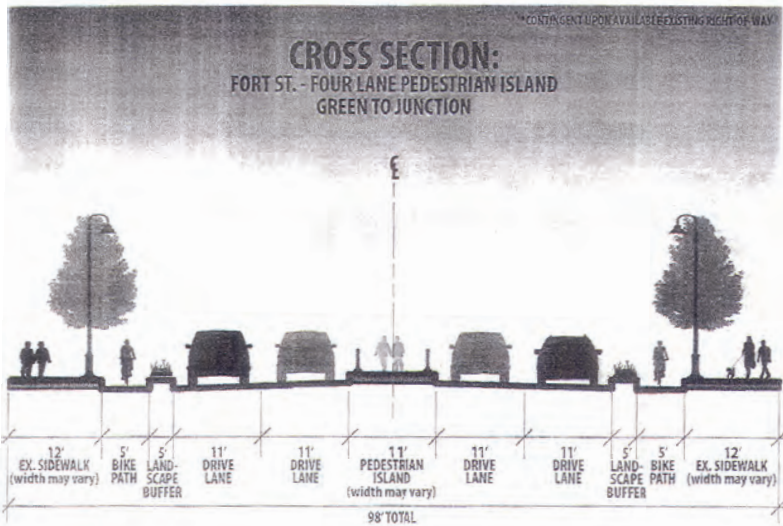 *CONTINGENT UPON AVAILABLE EXISTING RIGHT-OF-WAY
CROSS SECTION:
FORT ST. - FOUR LANE PEDESTRIAN ISLAND
GREEN TO JUNCTION
℄
12'
EX. SIDEWALK
(width may vary)
5'
BIKE
PATH
5'
LAND-
SCAPE
BUFFER
11'
DRIVE
LANE
11'
DRIVE
LANE
11'
PEDESTRIAN
ISLAND
(width may vary)
11'
DRIVE
LANE
11'
DRIVE
LANE
5'
LAND-
SCAPE
BUFFER
5'
BIKE
PATH
12'
EX. SIDEWALK
(width may vary)
98' TOTAL